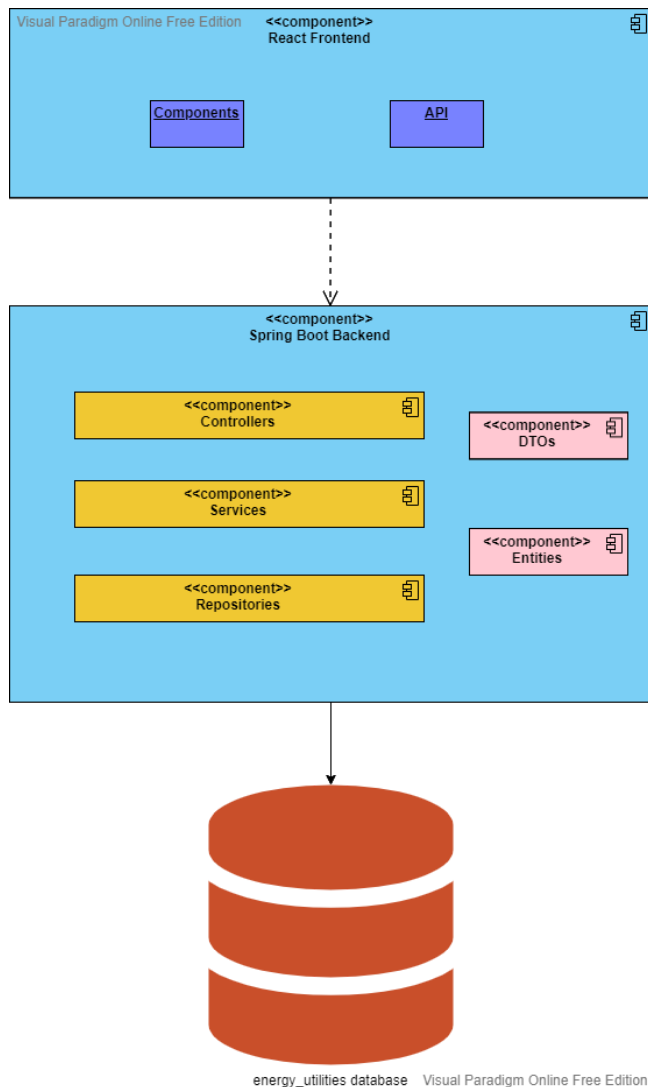 Visual Paradigm Online Free Edition
<<component>>
React Frontend
Components
API
<<component>>
Spring Boot Backend
<<component>>
Controllers
<<component>>
DTOs
<<component>>
Services
<<component>>
Entities
<<component>>
Repositories
energy_utilities database
Visual Paradigm Online Free Edition